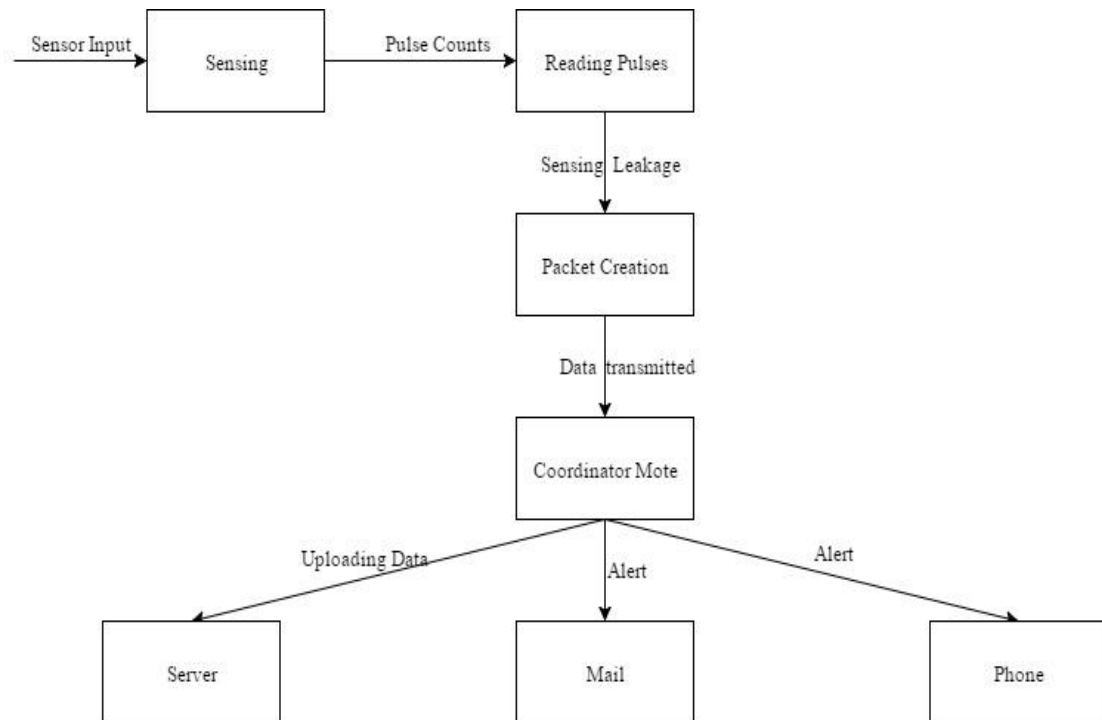 Sensor Input
Sensing
Pulse Counts
Reading Pulses
Sensing Leakage
Packet Creation
Data transmitted
Coordinator Mote
Uploading Data
Alert
Alert
Server
Mail
Phone